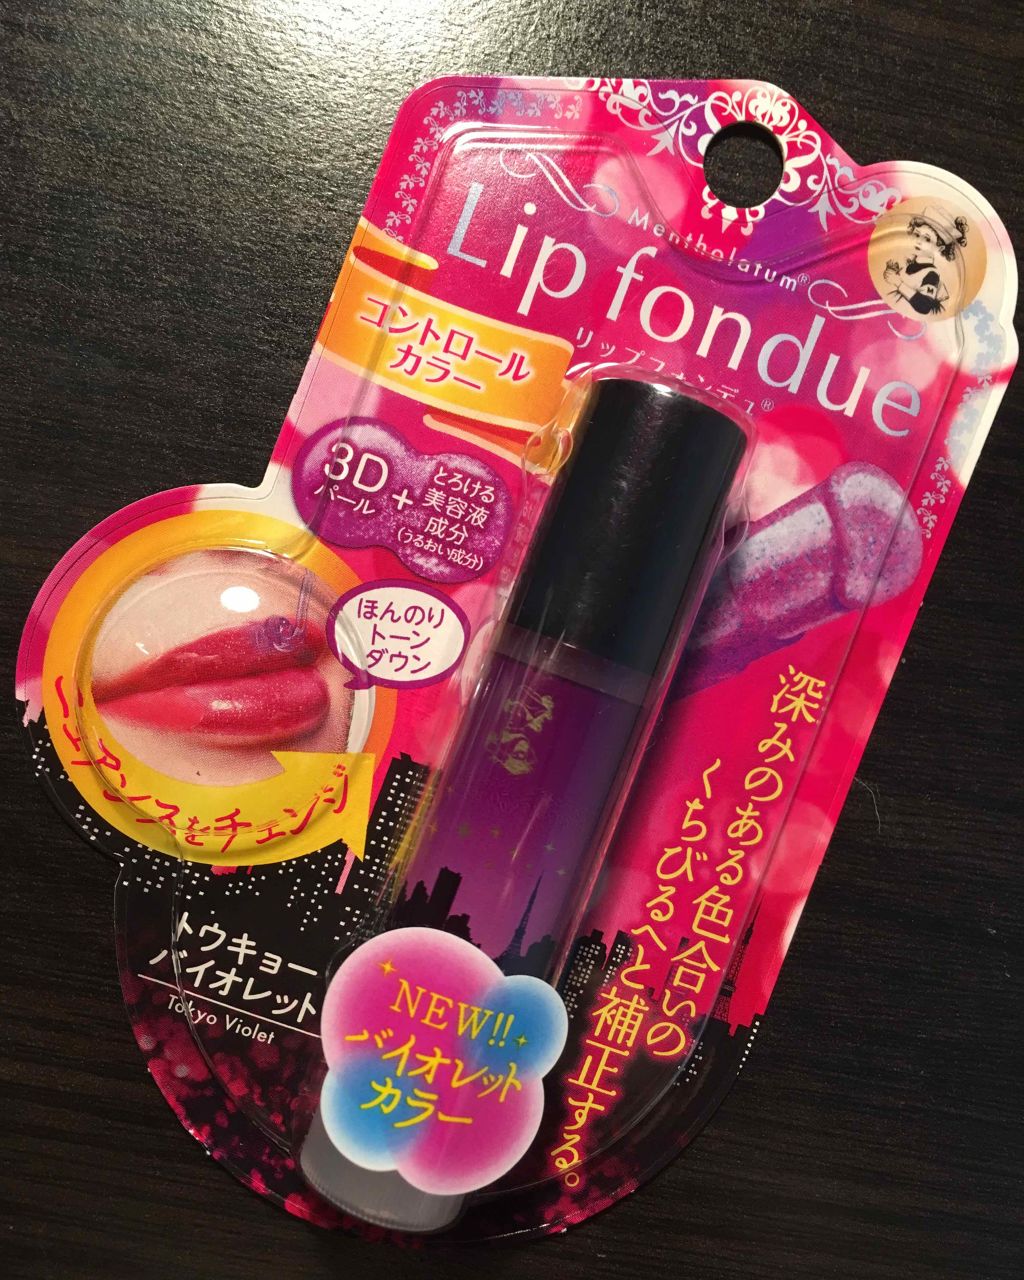 Mentholatum®
Lip fondue
リップフォンデュ®
コントロール
カラー
3D
パール
+
とろける
美容液
成分
(うるおい成分)
ほんのり
トーン
ダウン
ニュアンスをチェンジ
深みのある色合いの
くちびるへと補正する。
トウキョー
バイオレット
Tokyo Violet
NEW!!
バイオレット
カラー